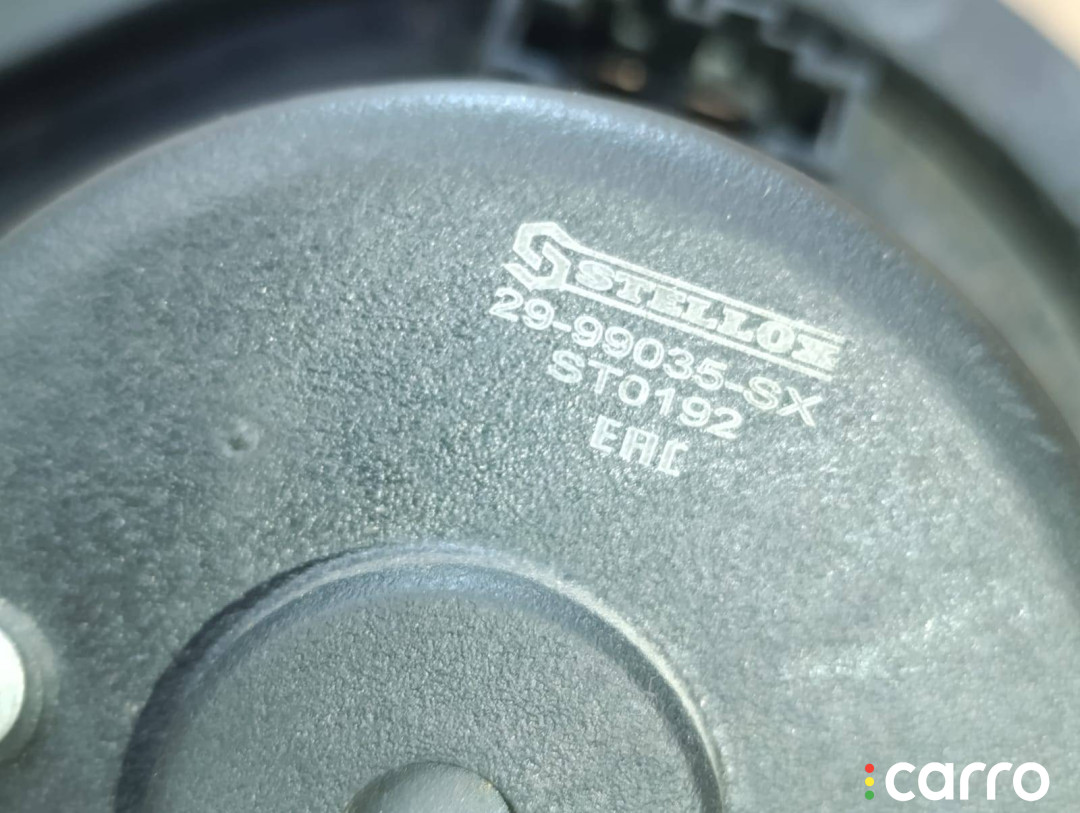 STELLOX
29-99035-SX
ST0192
EAC
carro